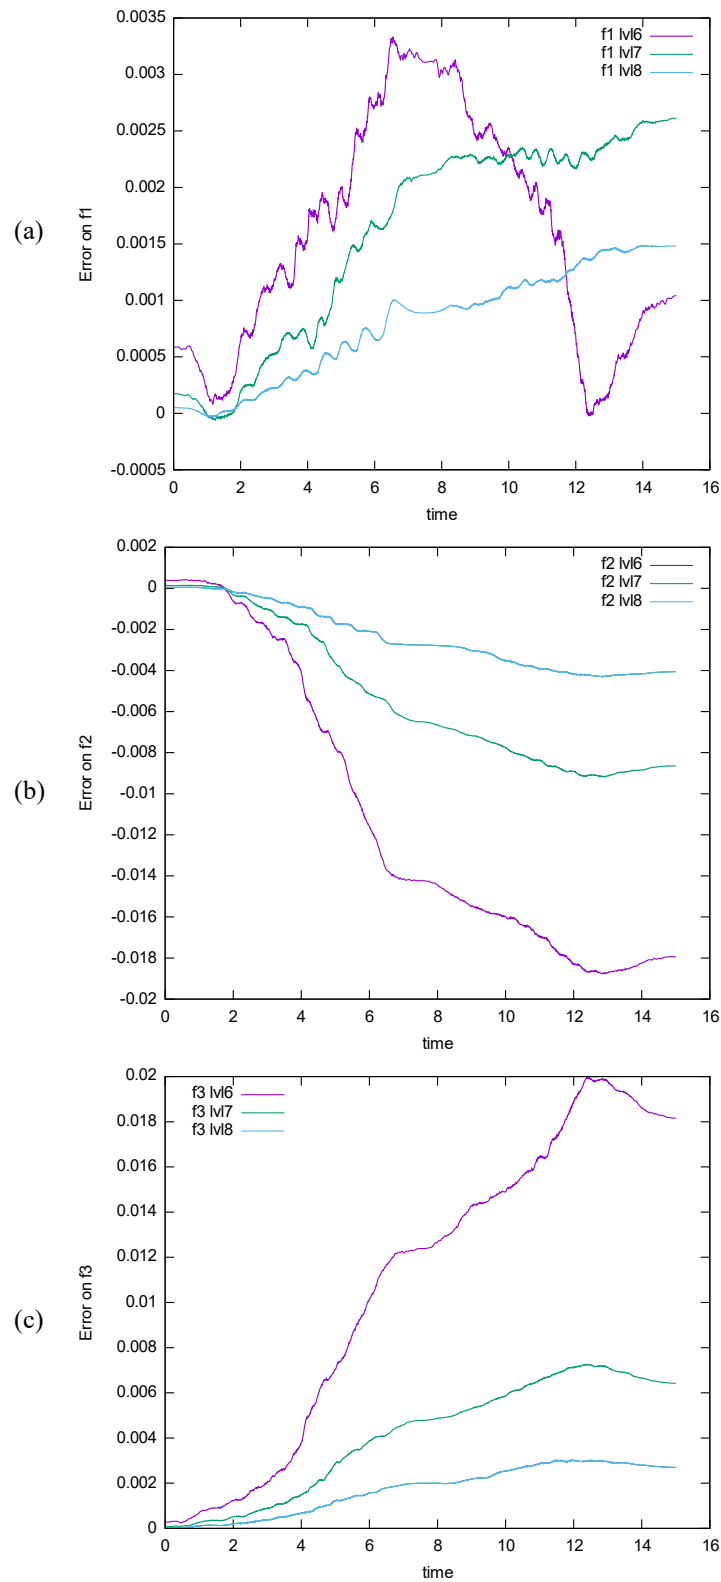 (a)
Error on f1
0.0035
0.003
0.0025
0.002
0.0015
0.001
0.0005
0
-0.0005
f1 lvl6
f1 lvl7
f1 lvl8
0 2 4 6 8 10 12 14 16
time
(b)
Error on f2
0.002
0
-0.002
-0.004
-0.006
-0.008
-0.01
-0.012
-0.014
-0.016
-0.018
-0.02
f2 lvl6
f2 lvl7
f2 lvl8
0 2 4 6 8 10 12 14 16
time
(c)
Error on f3
0.02
0.018
0.016
0.014
0.012
0.01
0.008
0.006
0.004
0.002
0
f3 lvl6
f3 lvl7
f3 lvl8
0 2 4 6 8 10 12 14 16
time